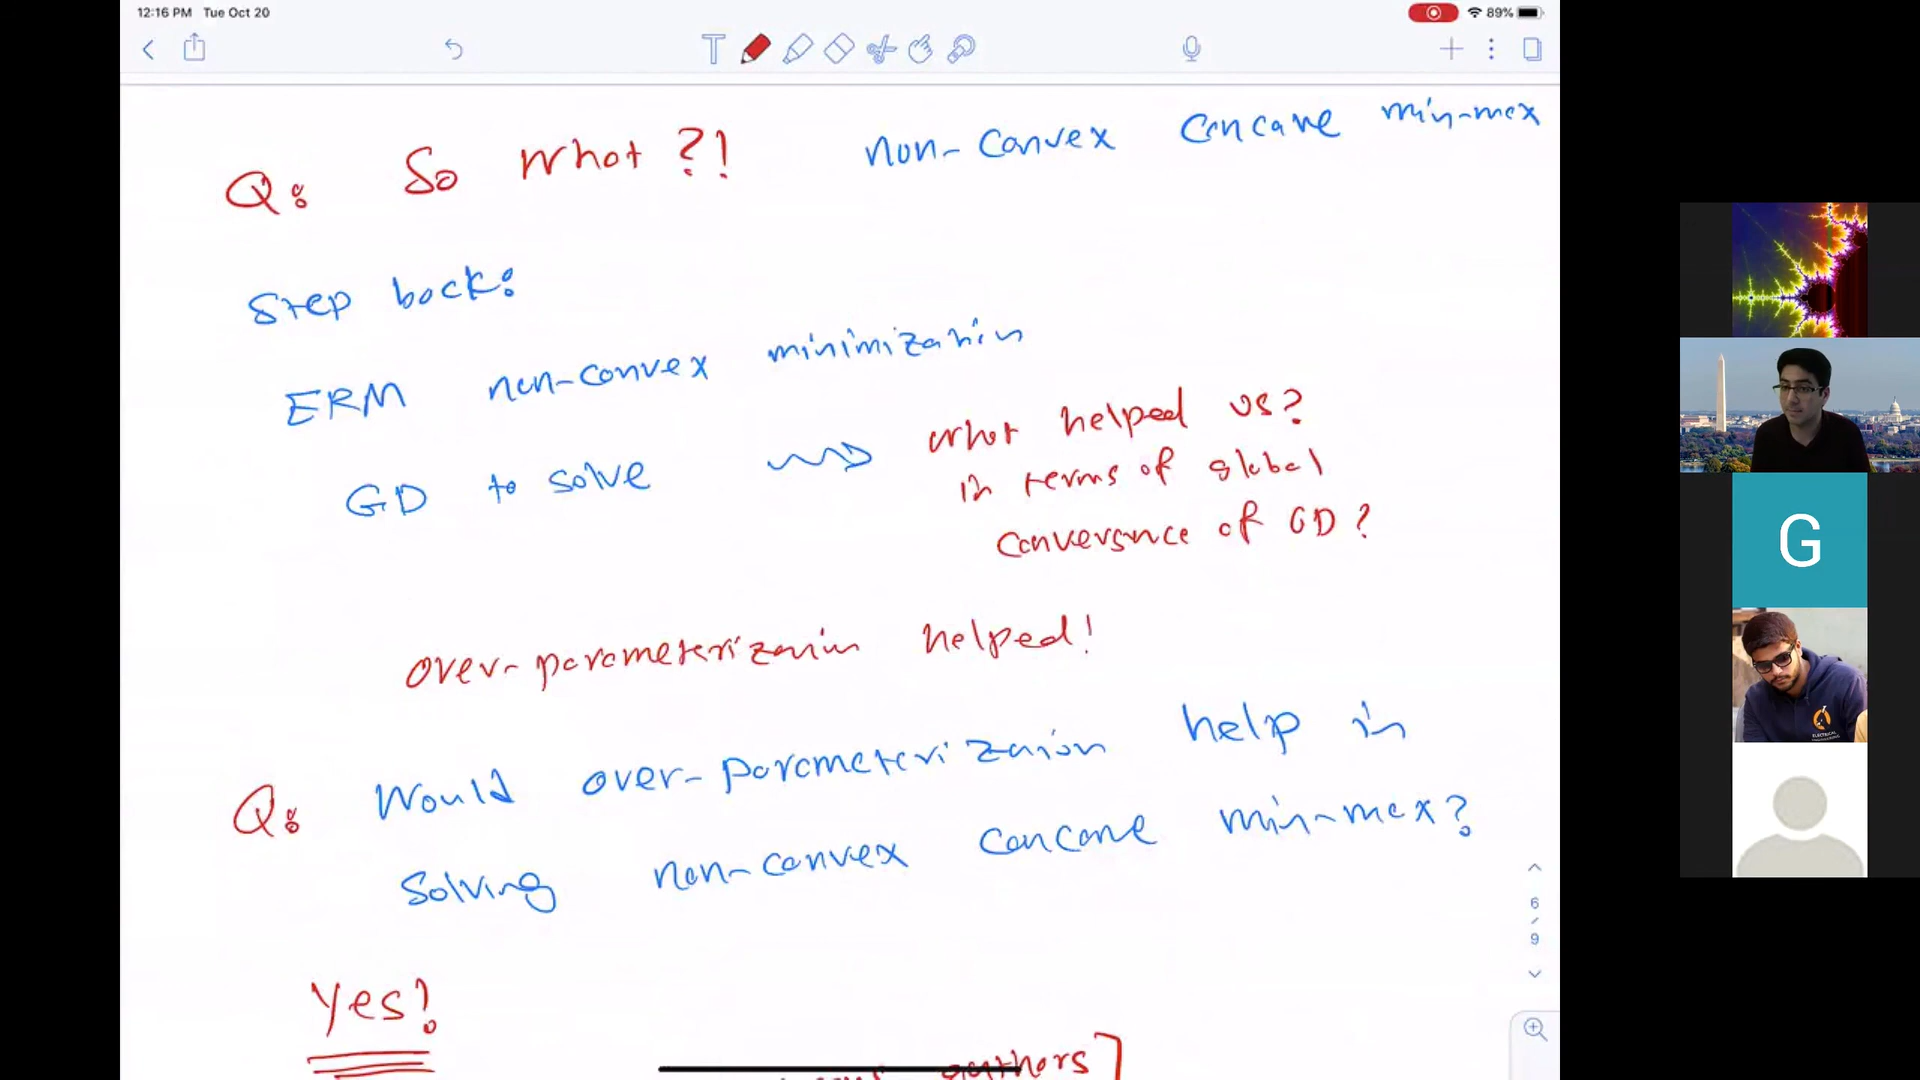 12:16 PM Tue Oct 20
89%
T
Q: So What?! non-convex concave min-max
Step back:
ERM non-convex minimization
GD to solve
what helped us?
in terms of global
convergence of GD?
over-parameterization helped!
Q: Would over-parameterization help in
solving non-convex concave min-max?
Yes!
authors]
6
/
9
G
ELECTRICAL